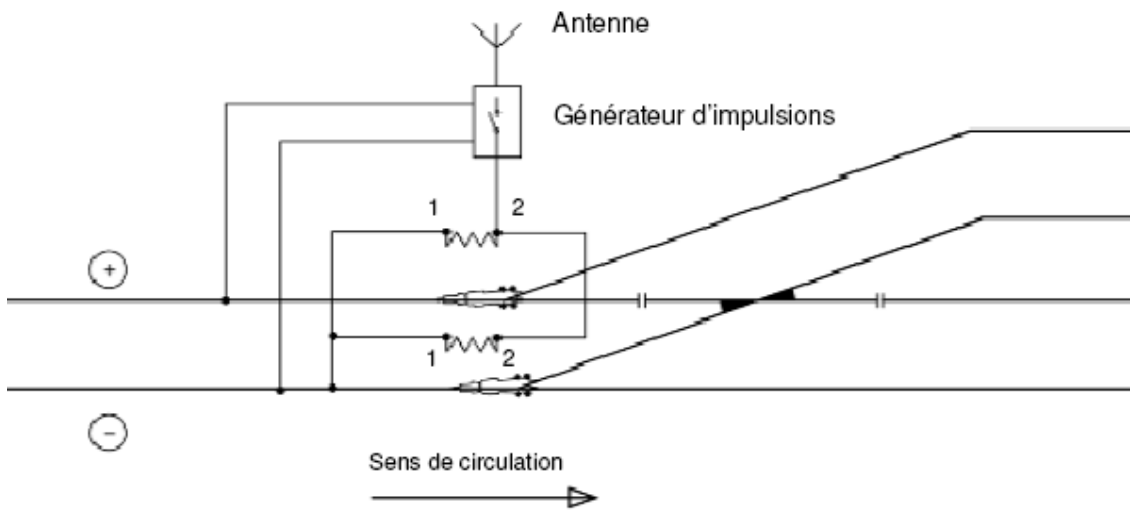 Antenne
Générateur d'impulsions
1 2
+
1 2
−
Sens de circulation